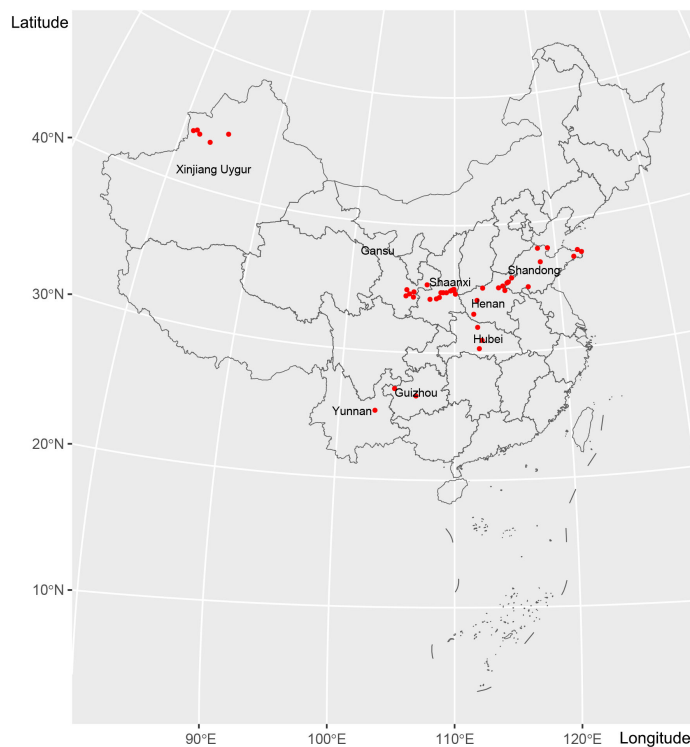 Latitude
40°N
Xinjiang Uygur
Gansu
Shandong
Shaanxi
30°N
Henan
Hubei
Guizhou
Yunnan
20°N
10°N
90°E
100°E
110°E
120°E
Longitude